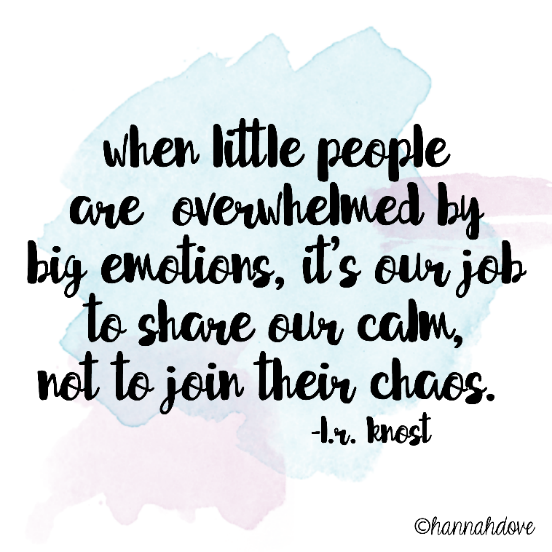 when little people
are overwhelmed by
big emotions, it's our job
to share our calm,
not to join their chaos.
-l.r. knost
©hannahdove